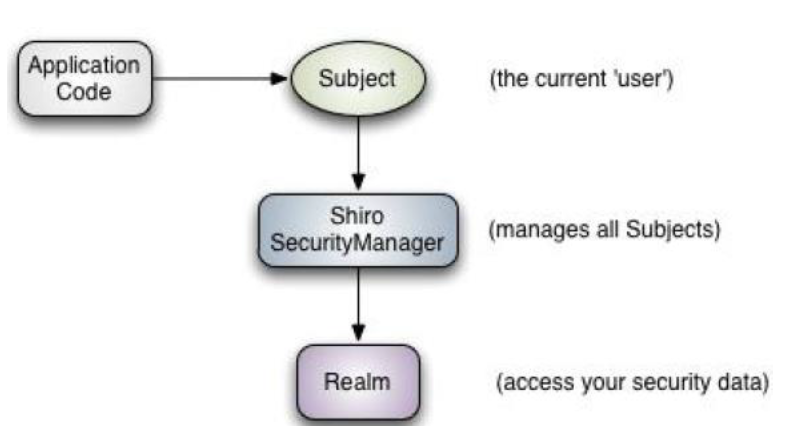 Application
Code
Subject
(the current 'user')
Shiro
SecurityManager
(manages all Subjects)
Realm
(access your security data)